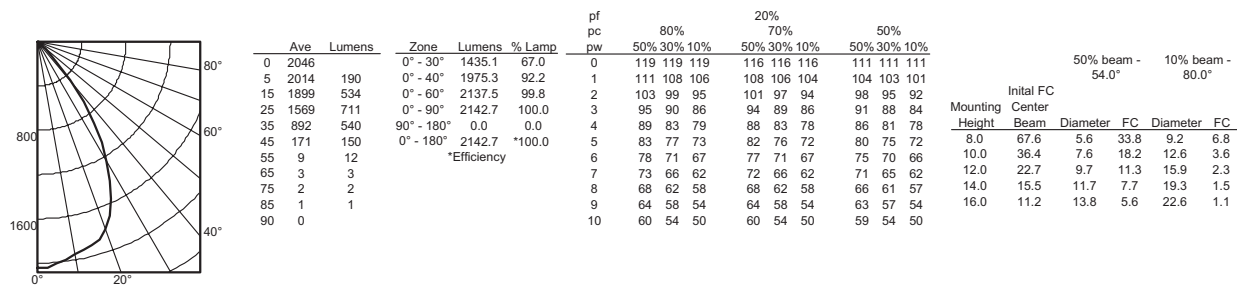 800
1600
0°
20°
40°
60°
80°
Ave Lumens
0 2046
5 2014 190
15 1899 534
25 1569 711
35 892 540
45 171 150
55 9 12
65 3 3
75 2 2
85 1 1
90 0
Zone Lumens % Lamp
0° - 30° 1435.1 67.0
0° - 40° 1975.3 92.2
0° - 60° 2137.5 99.8
0° - 90° 2142.7 100.0
90° - 180° 0.0 0.0
0° - 180° 2142.7 *100.0
*Efficiency
pf 20%
pc 80% 70% 50%
pw 50% 30% 10% 50% 30% 10% 50% 30% 10%
0 119 119 119 116 116 116 111 111 111
1 111 108 106 108 106 104 104 103 101
2 103 99 95 101 97 94 98 95 92
3 95 90 86 94 89 86 91 88 84
4 89 83 79 88 83 78 86 81 78
5 83 77 73 82 76 72 80 75 72
6 78 71 67 77 71 67 75 70 66
7 73 66 62 72 66 62 71 65 62
8 68 62 58 68 62 58 66 61 57
9 64 58 54 64 58 54 63 57 54
10 60 54 50 60 54 50 59 54 50
50% beam - 10% beam -
54.0° 80.0°
Inital FC
Mounting Center
Height Beam Diameter FC Diameter FC
8.0 67.6 5.6 33.8 9.2 6.8
10.0 36.4 7.6 18.2 12.6 3.6
12.0 22.7 9.7 11.3 15.9 2.3
14.0 15.5 11.7 7.7 19.3 1.5
16.0 11.2 13.8 5.6 22.6 1.1